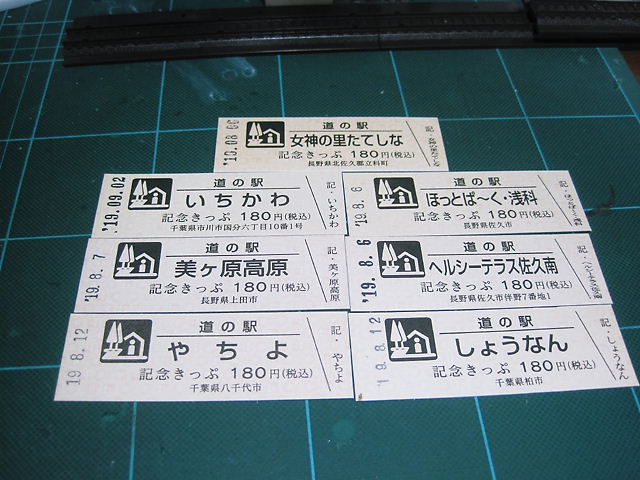 '19.08.06
道の駅
女神の里たてしな
記念きっぷ 180円(税込)
長野県北佐久郡立科町
'19.09.02
道の駅
いちかわ
記念きっぷ 180円(税込)
千葉県市川市国分六丁目10番1号
記・いちかわ
'19.8.6
道の駅
ほっとぱ〜く・浅科
記念きっぷ 180円(税込)
長野県佐久市
'19.8.7
道の駅
美ヶ原高原
記念きっぷ 180円(税込)
長野県上田市
記・美ヶ原高原
'19.8.6
道の駅
ヘルシーテラス佐久南
記念きっぷ 180円(税込)
長野県佐久市伴野7番地1
19.8.12
道の駅
やちよ
記念きっぷ 180円(税込)
千葉県八千代市
記・やちよ
19.8.12
道の駅
しょうなん
記念きっぷ 180円(税込)
千葉県柏市
記・しょうなん